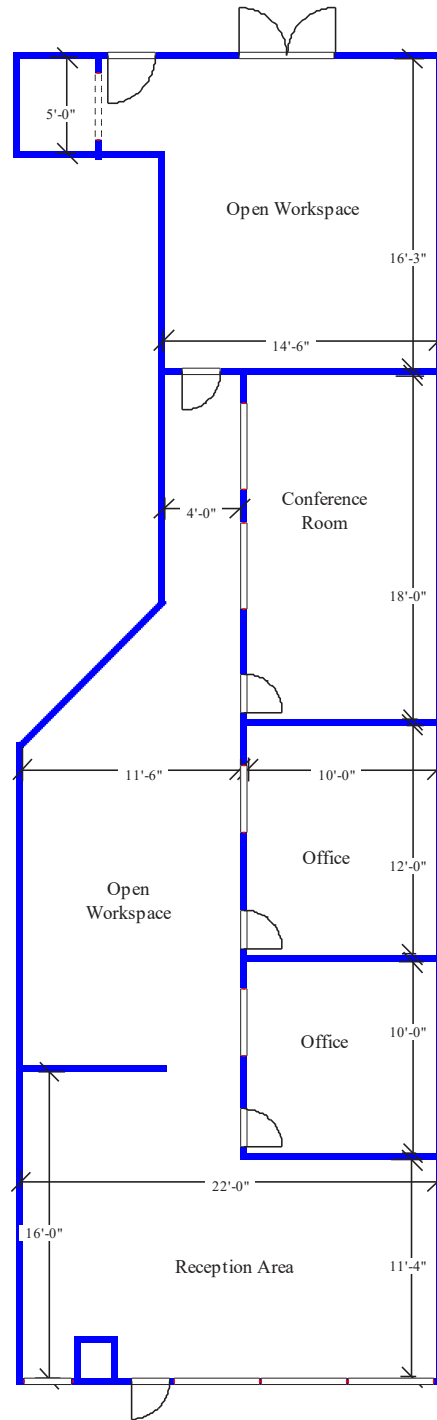 5'-0"
Open Workspace
16'-3"
14'-6"
Conference
Room
4'-0"
18'-0"
11'-6"
10'-0"
Office
12'-0"
Open
Workspace
Office
10'-0"
22'-0"
16'-0"
Reception Area
11'-4"